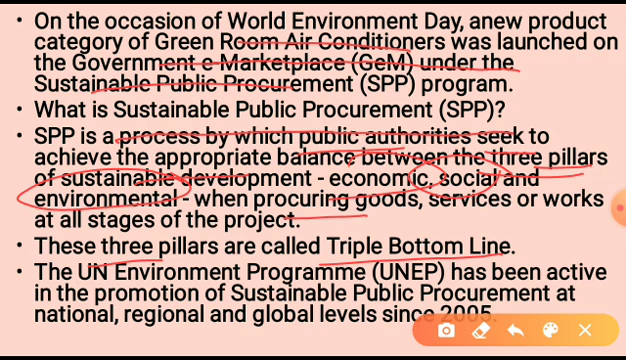 • On the occasion of World Environment Day, anew product
category of Green Room Air Conditioners was launched on
the Government e-Marketplace (GeM) under the
Sustainable Public Procurement (SPP) program.
• What is Sustainable Public Procurement (SPP)?
• SPP is a process by which public authorities seek to
achieve the appropriate balance between the three pillars
of sustainable development - economic, social and
environmental - when procuring goods, services or works
at all stages of the project.
• These three pillars are called Triple Bottom Line.
• The UN Environment Programme (UNEP) has been active
in the promotion of Sustainable Public Procurement at
national, regional and global levels since 2005.